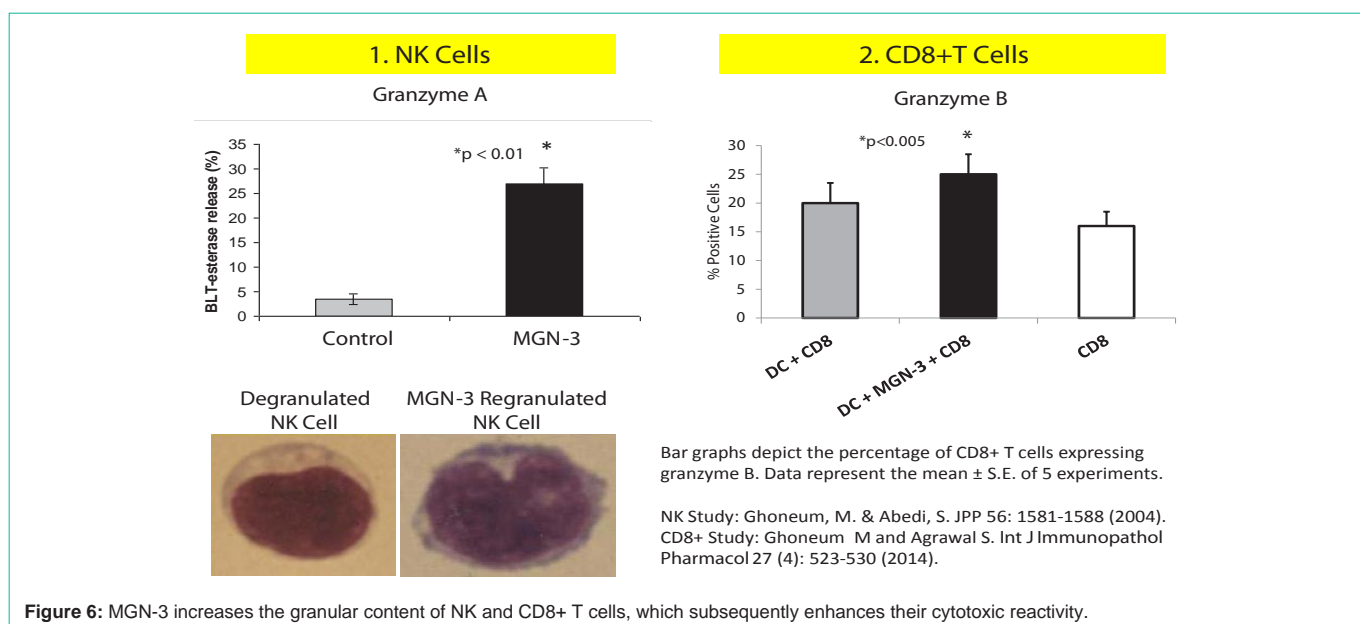 1. NK Cells
Granzyme A
BLT-esterase release (%)
35
30
25
20
15
10
5
0
*p < 0.01
*
Control
MGN-3
Degranulated
NK Cell
MGN-3 Regranulated
NK Cell
2. CD8+T Cells
Granzyme B
% Positive Cells
30
25
20
15
10
5
0
*p<0.005
*
DC + CD8
DC + MGN-3 + CD8
CD8
Bar graphs depict the percentage of CD8+ T cells expressing
granzyme B. Data represent the mean ± S.E. of 5 experiments.
NK Study: Ghoneum, M. & Abedi, S. JPP 56: 1581-1588 (2004).
CD8+ Study: Ghoneum M and Agrawal S. Int J Immunopathol
Pharmacol 27 (4): 523-530 (2014).
Figure 6: MGN-3 increases the granular content of NK and CD8+ T cells, which subsequently enhances their cytotoxic reactivity.